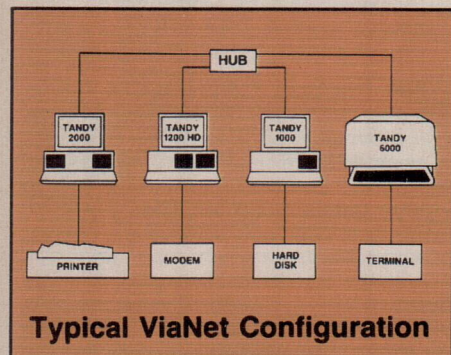 HUB
TANDY
2000
TANDY
1200 HD
TANDY
1000
TANDY
6000
PRINTER
MODEM
HARD
DISK
TERMINAL
Typical ViaNet Configuration